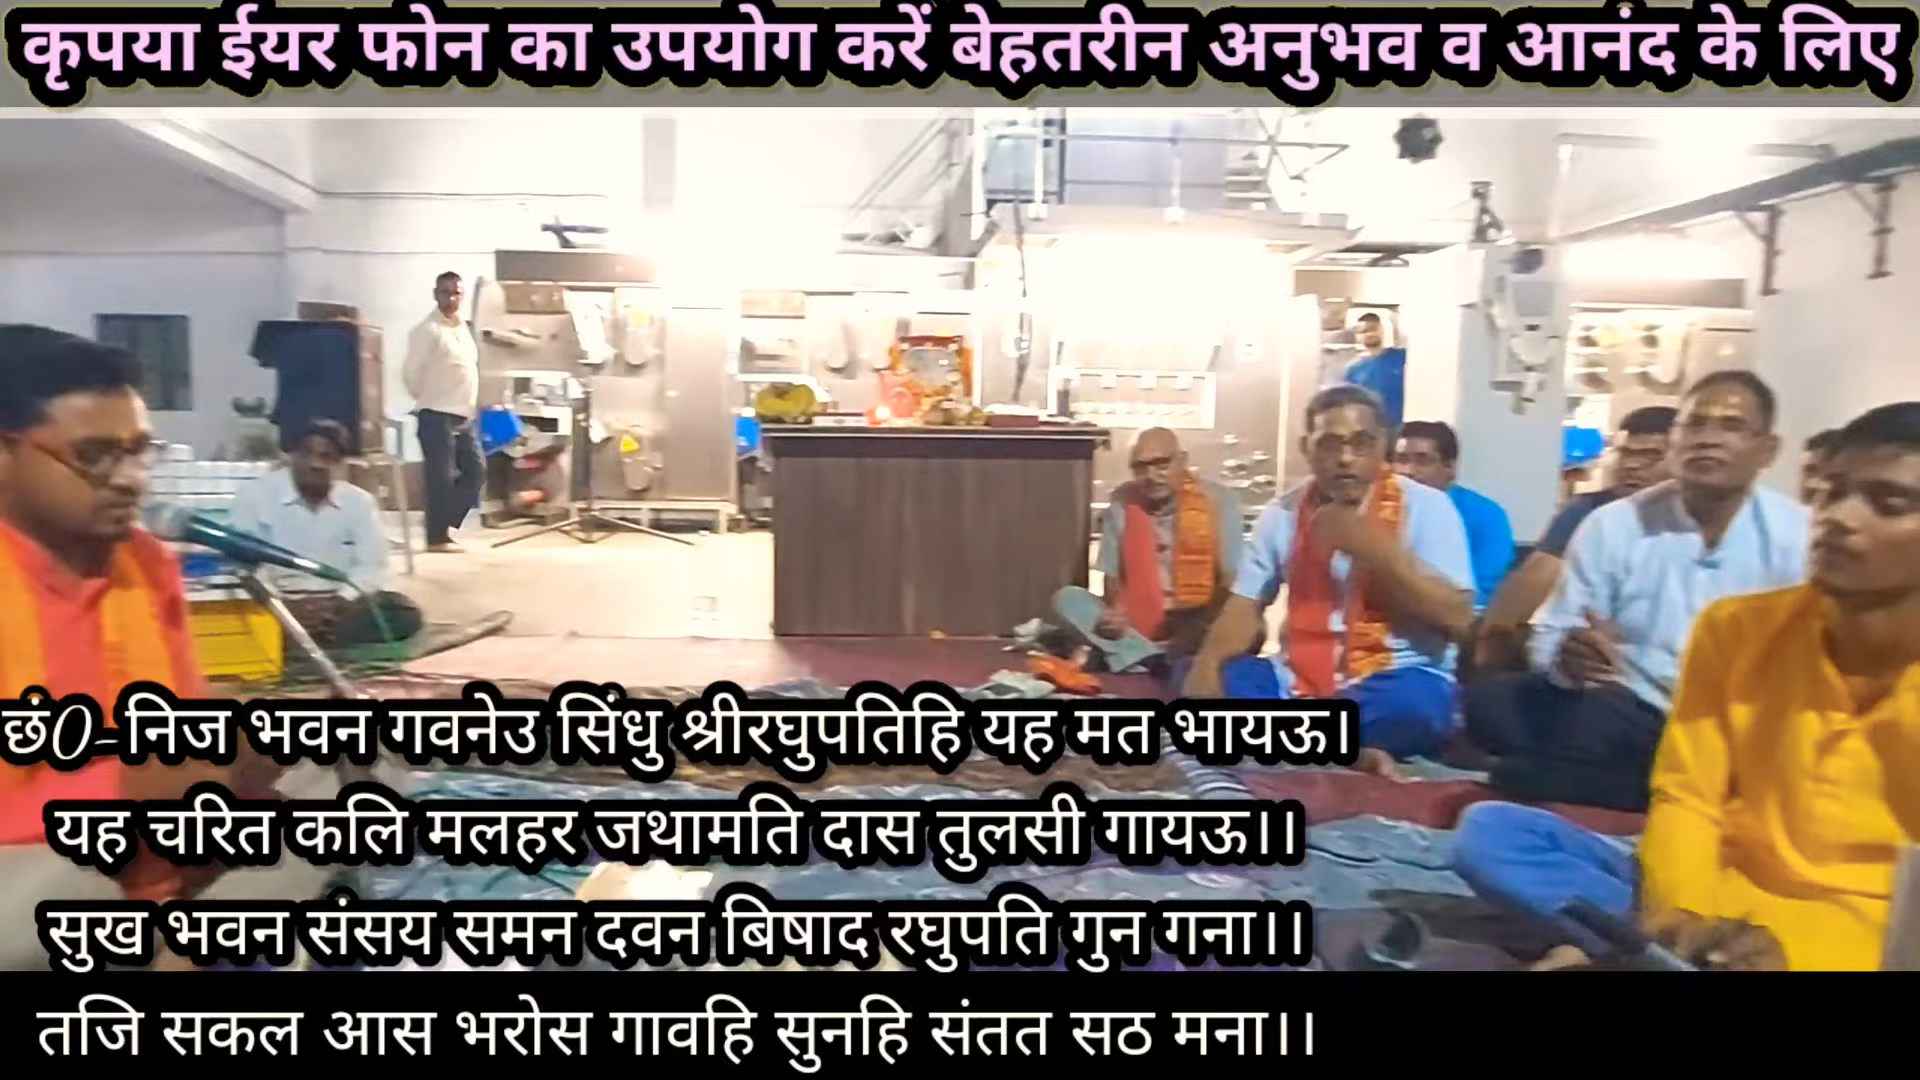 कृपया ईयर फोन का उपयोग करें बेहतरीन अनुभव व आनंद के लिए
छं0-निज भवन गवनेउ सिंधु श्रीरघुपतिहि यह मत भायऊ।
यह चरित कलि मलहर जथामति दास तुलसी गायऊ।।
सुख भवन संसय समन दवन बिषाद रघुपति गुन गना।।
तजि सकल आस भरोस गावहि सुनहि संतत सठ मना।।